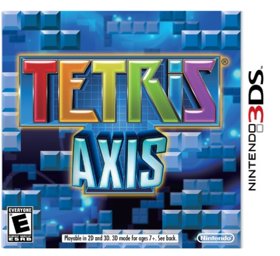 TETRIS®
AXIS
NINTENDO 3DS
EVERYONE
E
ESRB
Playable in 2D and 3D. 3D mode for ages 7+. See back.
Nintendo